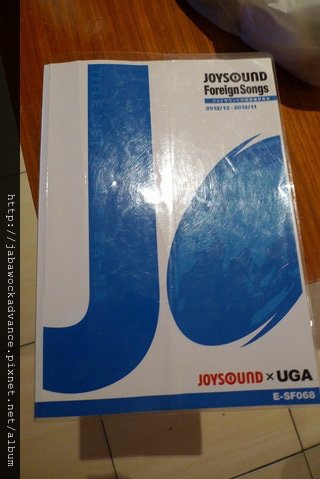 JOYSOUND
Foreign Songs
2012/12 - 2013/11
JOYSOUND × UGA
E-SF068
http://jabawockadvance.pixnet.net/album